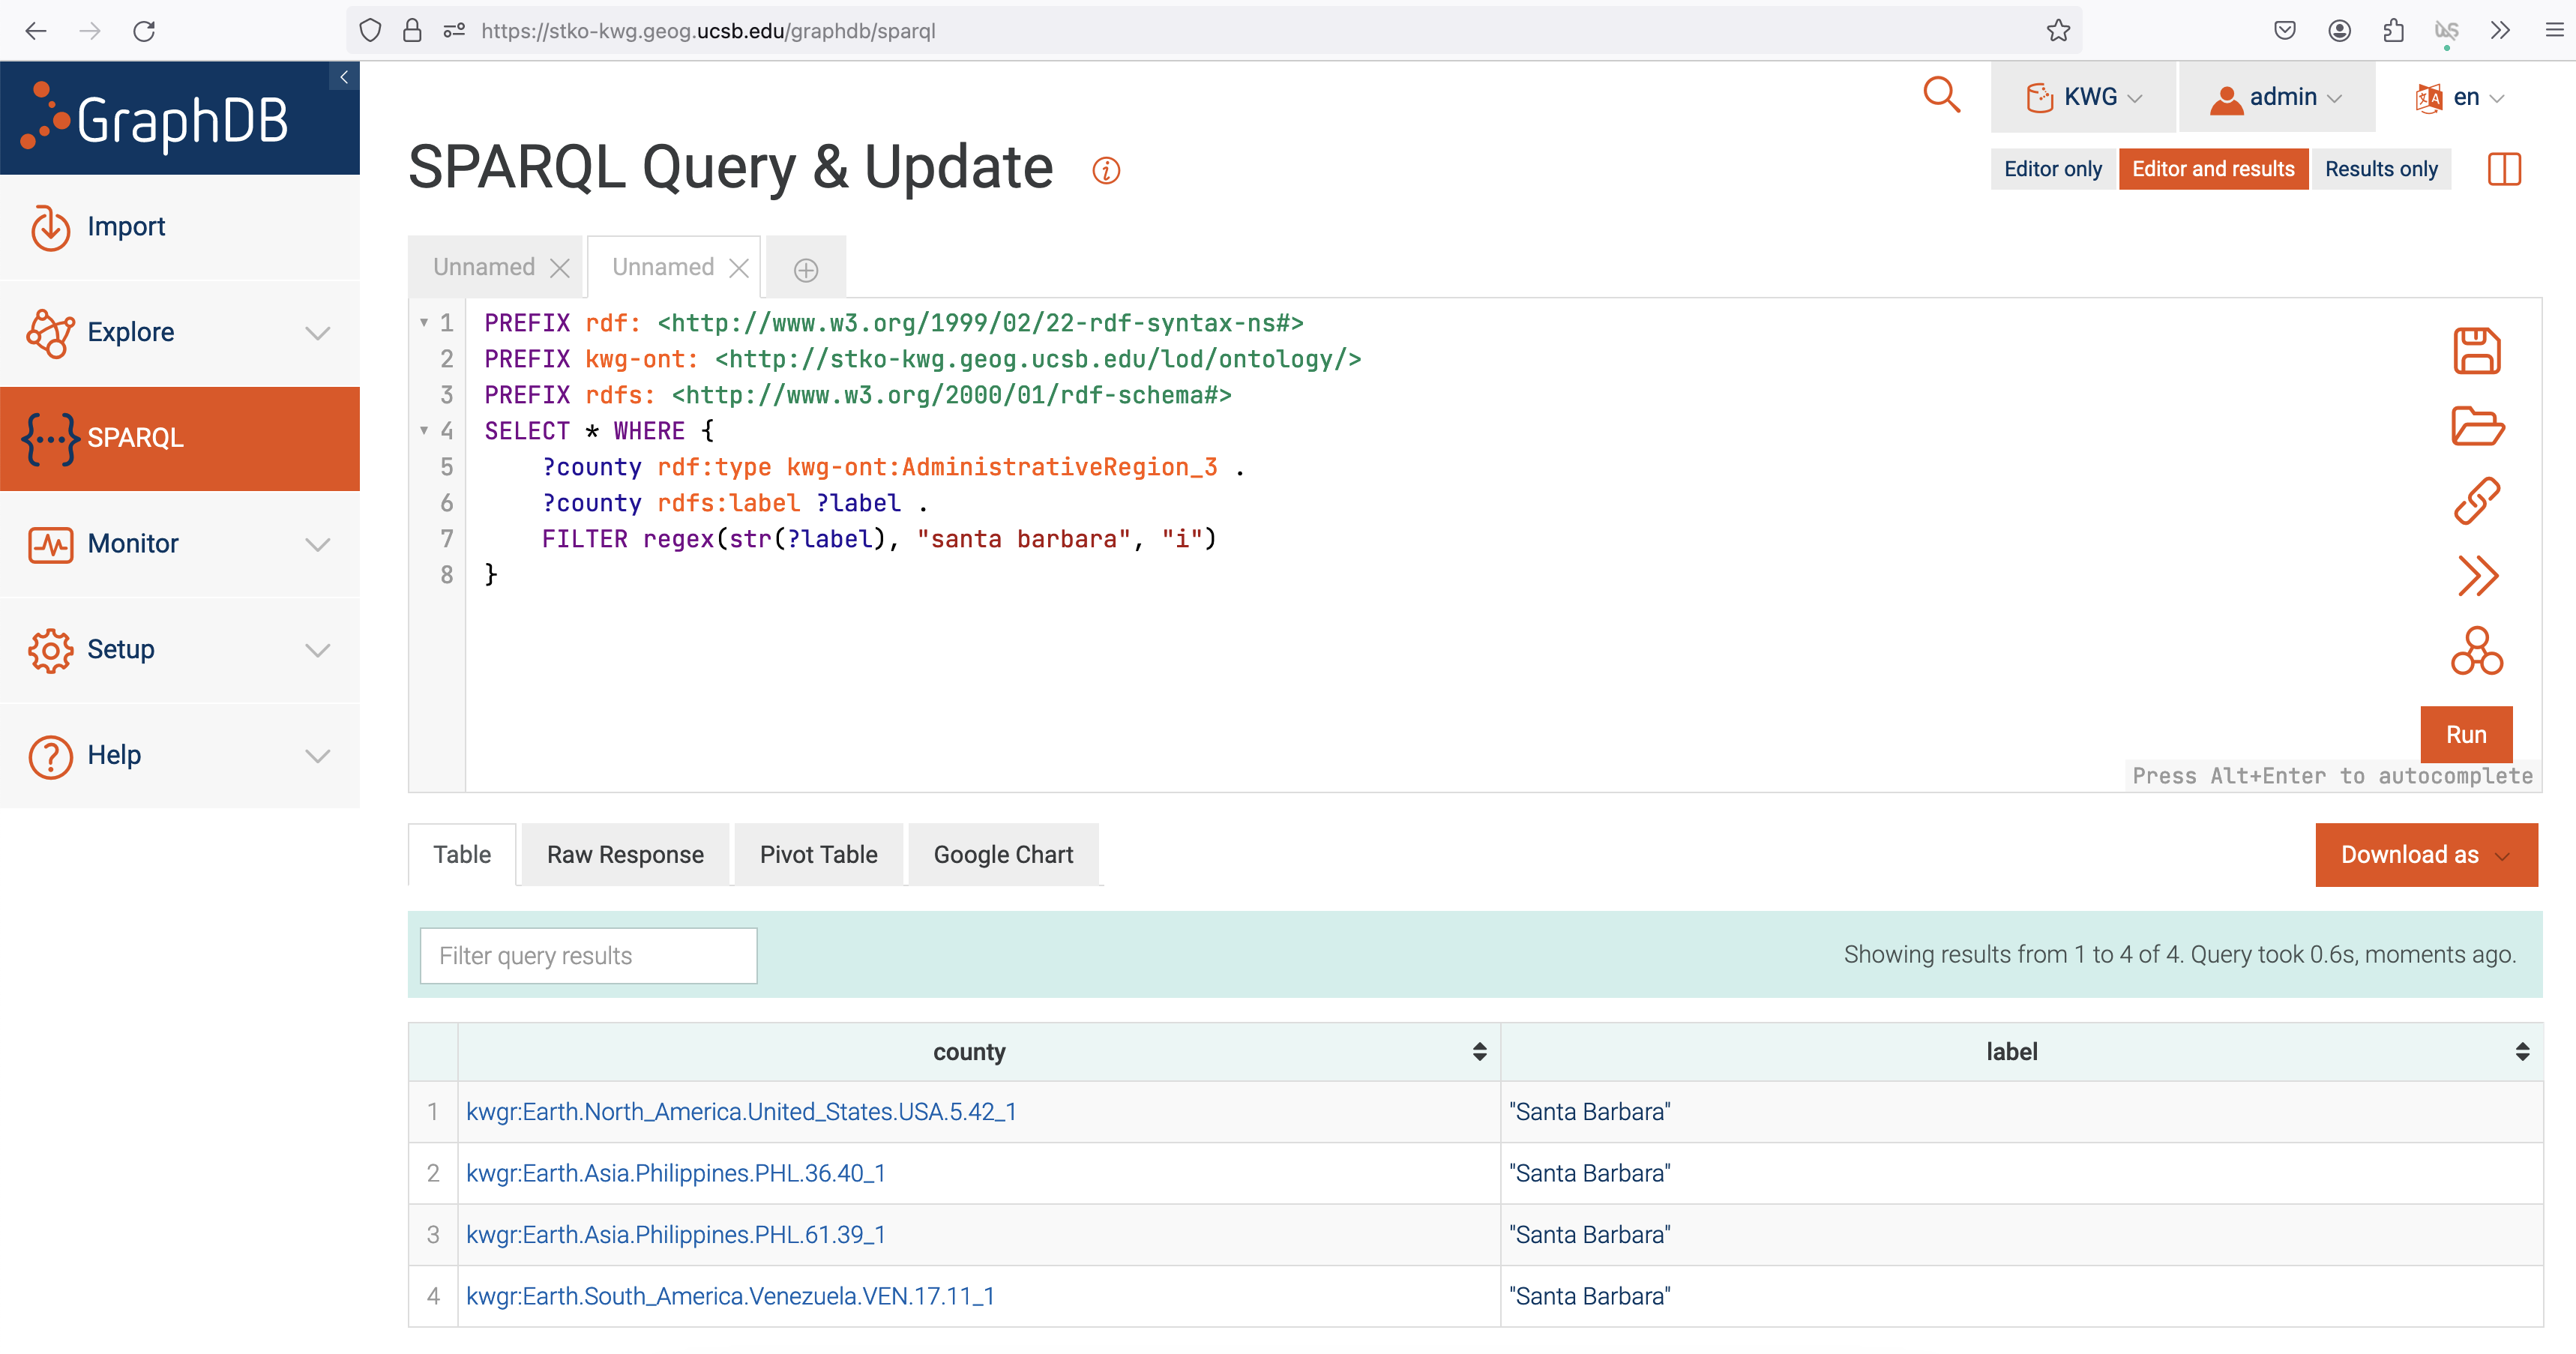 https://stko-kwg.geog.ucsb.edu/graphdb/sparql
GraphDB
KWG
admin
en
SPARQL Query & Update
Editor only
Editor and results
Results only
Import
Explore
SPARQL
Monitor
Setup
Help
Unnamed
Unnamed
1 PREFIX rdf: <http://www.w3.org/1999/02/22-rdf-syntax-ns#>
2 PREFIX kwg-ont: <http://stko-kwg.geog.ucsb.edu/lod/ontology/>
3 PREFIX rdfs: <http://www.w3.org/2000/01/rdf-schema#>
4 SELECT * WHERE {
5 ?county rdf:type kwg-ont:AdministrativeRegion_3 .
6 ?county rdfs:label ?label .
7 FILTER regex(str(?label), "santa barbara", "i")
8 }
Run
Press Alt+Enter to autocomplete
Table
Raw Response
Pivot Table
Google Chart
Download as
Filter query results
Showing results from 1 to 4 of 4. Query took 0.6s, moments ago.
county label
1 kwgr:Earth.North_America.United_States.USA.5.42_1 "Santa Barbara"
2 kwgr:Earth.Asia.Philippines.PHL.36.40_1 "Santa Barbara"
3 kwgr:Earth.Asia.Philippines.PHL.61.39_1 "Santa Barbara"
4 kwgr:Earth.South_America.Venezuela.VEN.17.11_1 "Santa Barbara"